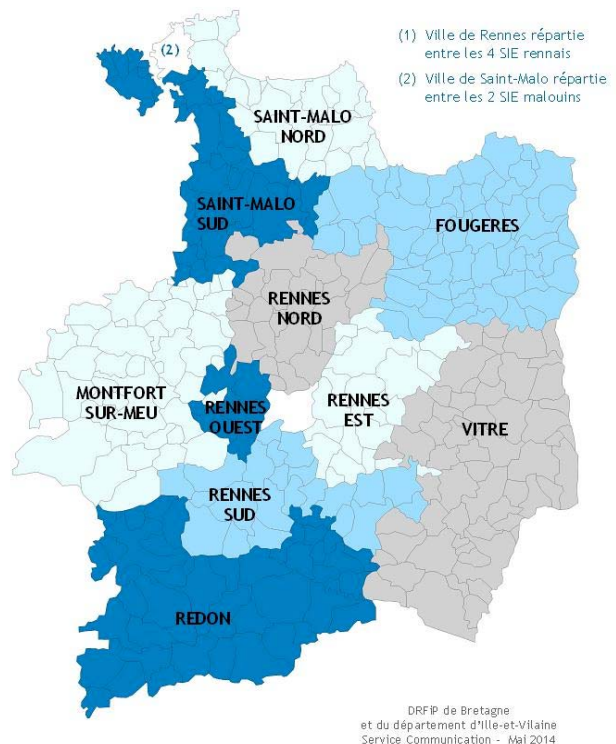 (1) Ville de Rennes répartie
entre les 4 SIE rennais
(2)
(2) Ville de Saint-Malo répartie
entre les 2 SIE malouins
SAINT-MALO
NORD
SAINT-MALO
SUD
FOUGERES
RENNES
NORD
MONTFORT
SUR-MEU
RENNES
OUEST
RENNES
EST
VITRE
RENNES
SUD
REDON
DRFiP de Bretagne
et du département d'Ille-et-Vilaine
Service Communication - Mai 2014